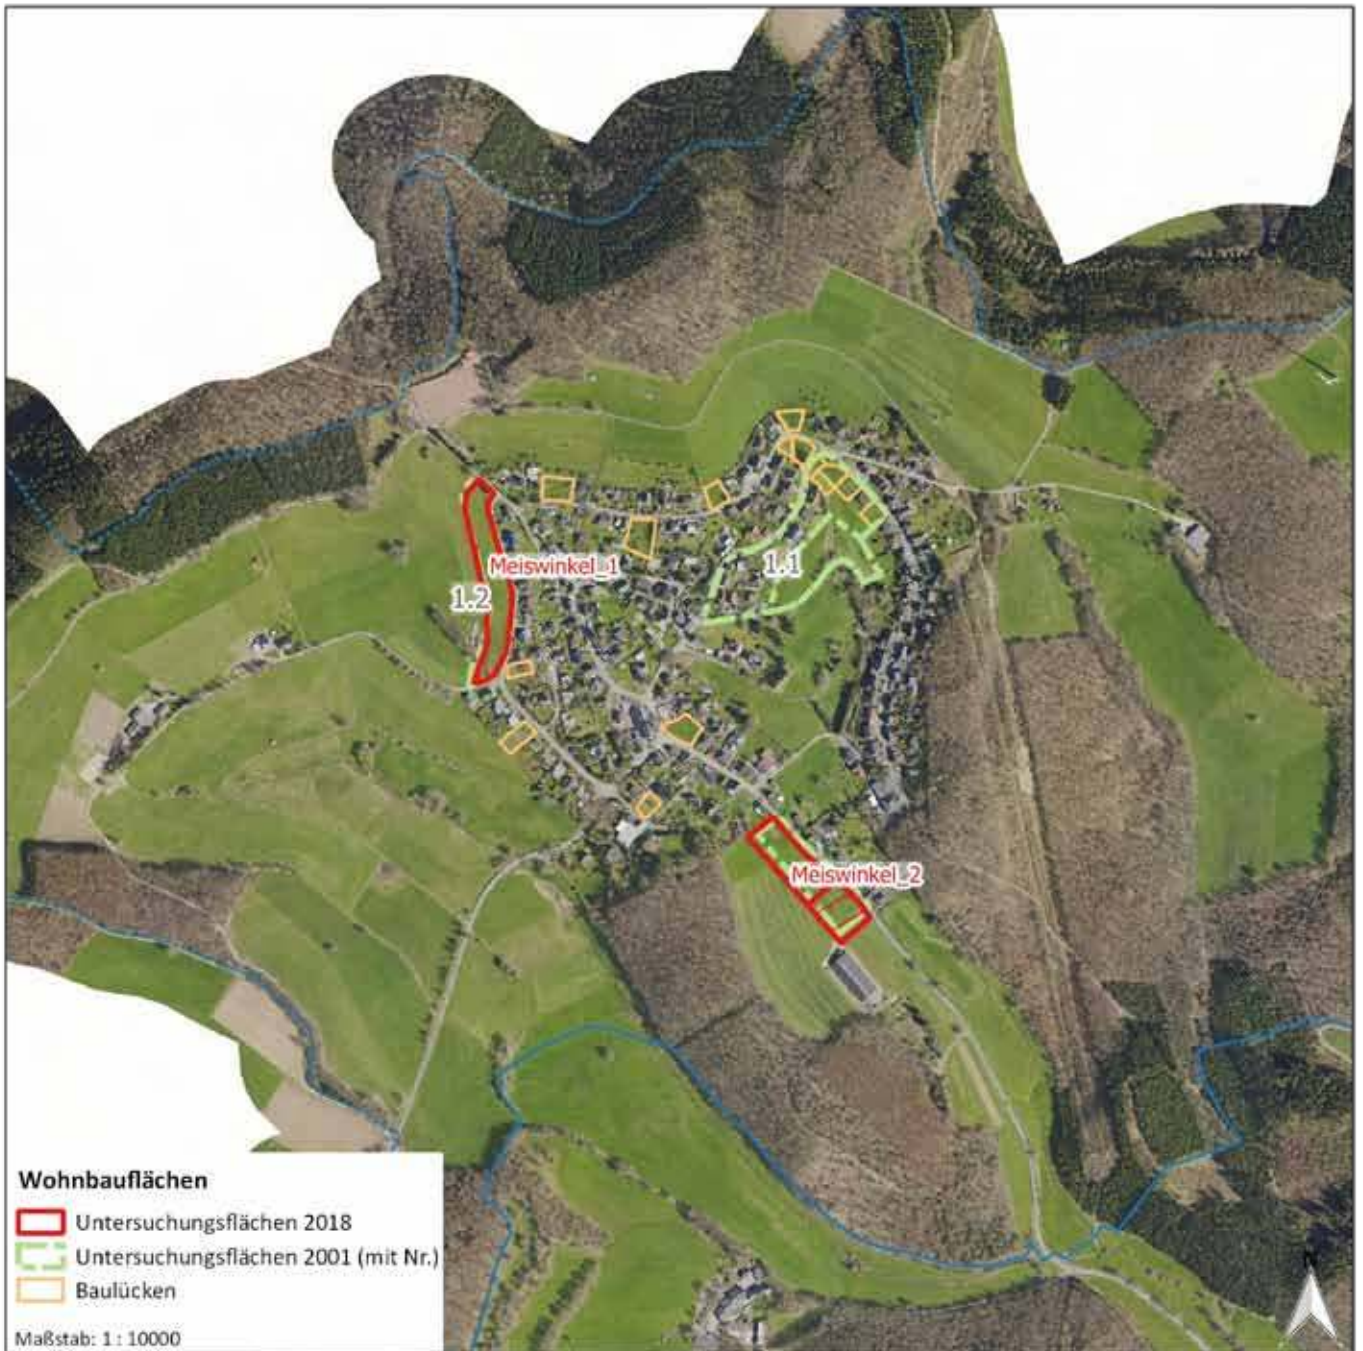 Meiswinkel_1
1.1
1.2
Meiswinkel_2
Wohnbauflächen
Untersuchungsflächen 2018
Untersuchungsflächen 2001 (mit Nr.)
Baulücken
N
Maßstab: 1 : 10000